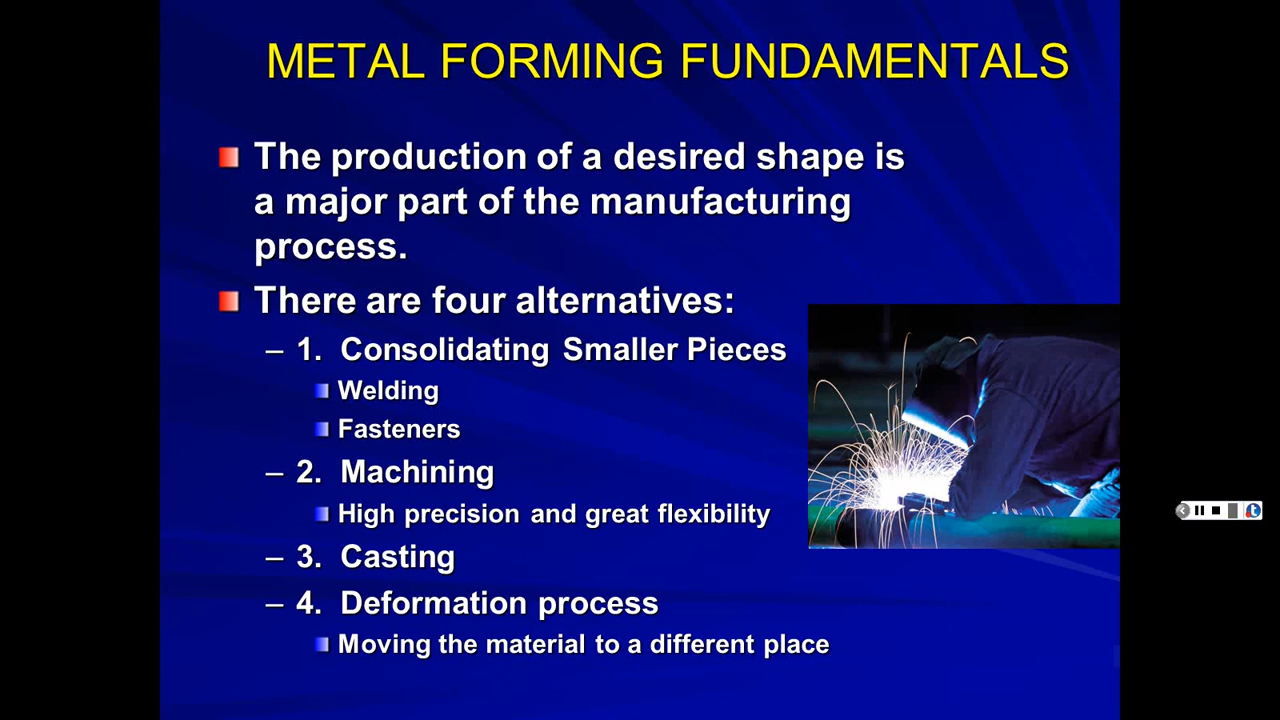 METAL FORMING FUNDAMENTALS
The production of a desired shape is
a major part of the manufacturing
process.
There are four alternatives:
– 1. Consolidating Smaller Pieces
Welding
Fasteners
– 2. Machining
High precision and great flexibility
– 3. Casting
– 4. Deformation process
Moving the material to a different place